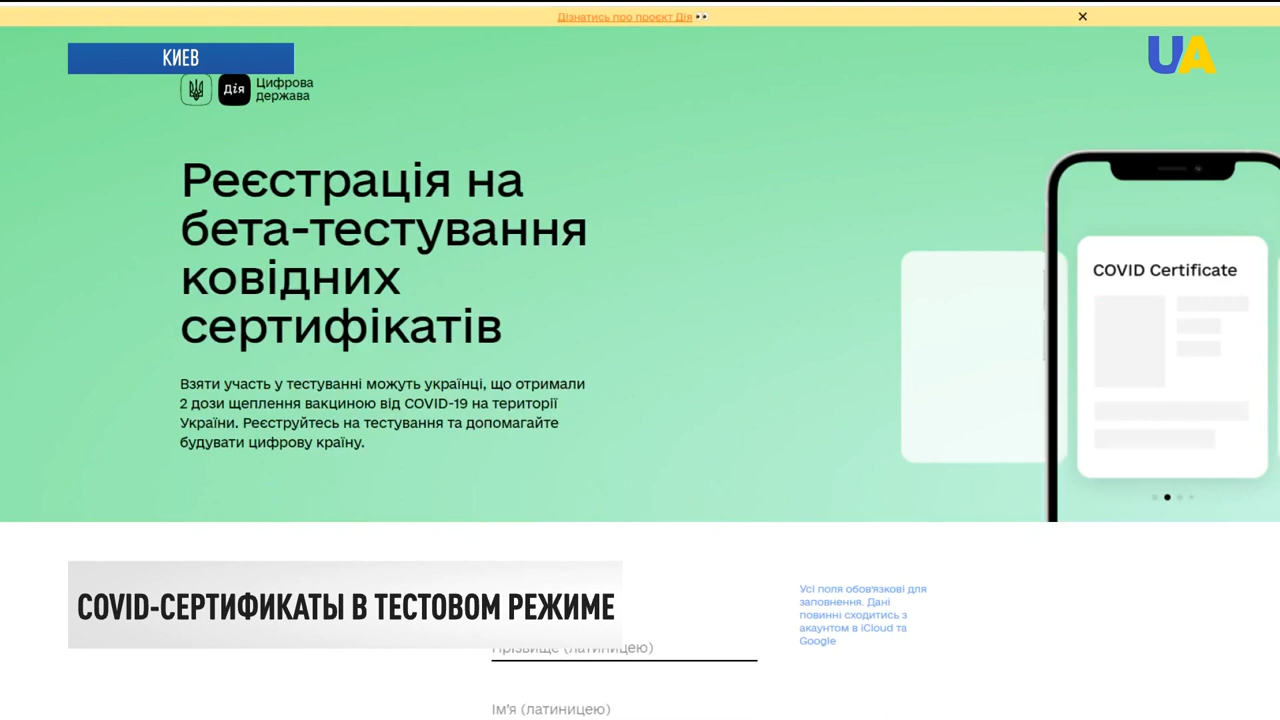 Дізнатись про проєкт Дія
КИЕВ
UA
Дія
Цифрова
держава
Реєстрація на
бета-тестування
ковідних
сертифікатів
COVID Certificate
Взяти участь у тестуванні можуть українці, що отримали
2 дози щеплення вакциною від COVID-19 на території
України. Реєструйтесь на тестування та допомагайте
будувати цифрову країну.
COVID-СЕРТИФИКАТЫ В ТЕСТОВОМ РЕЖИМЕ
Усі поля обов'язкові для
заповнення. Дані
повинні сходитись з
акаунтом в iCloud та
Google
Прізвище (латиницею)
Ім'я (латиницею)